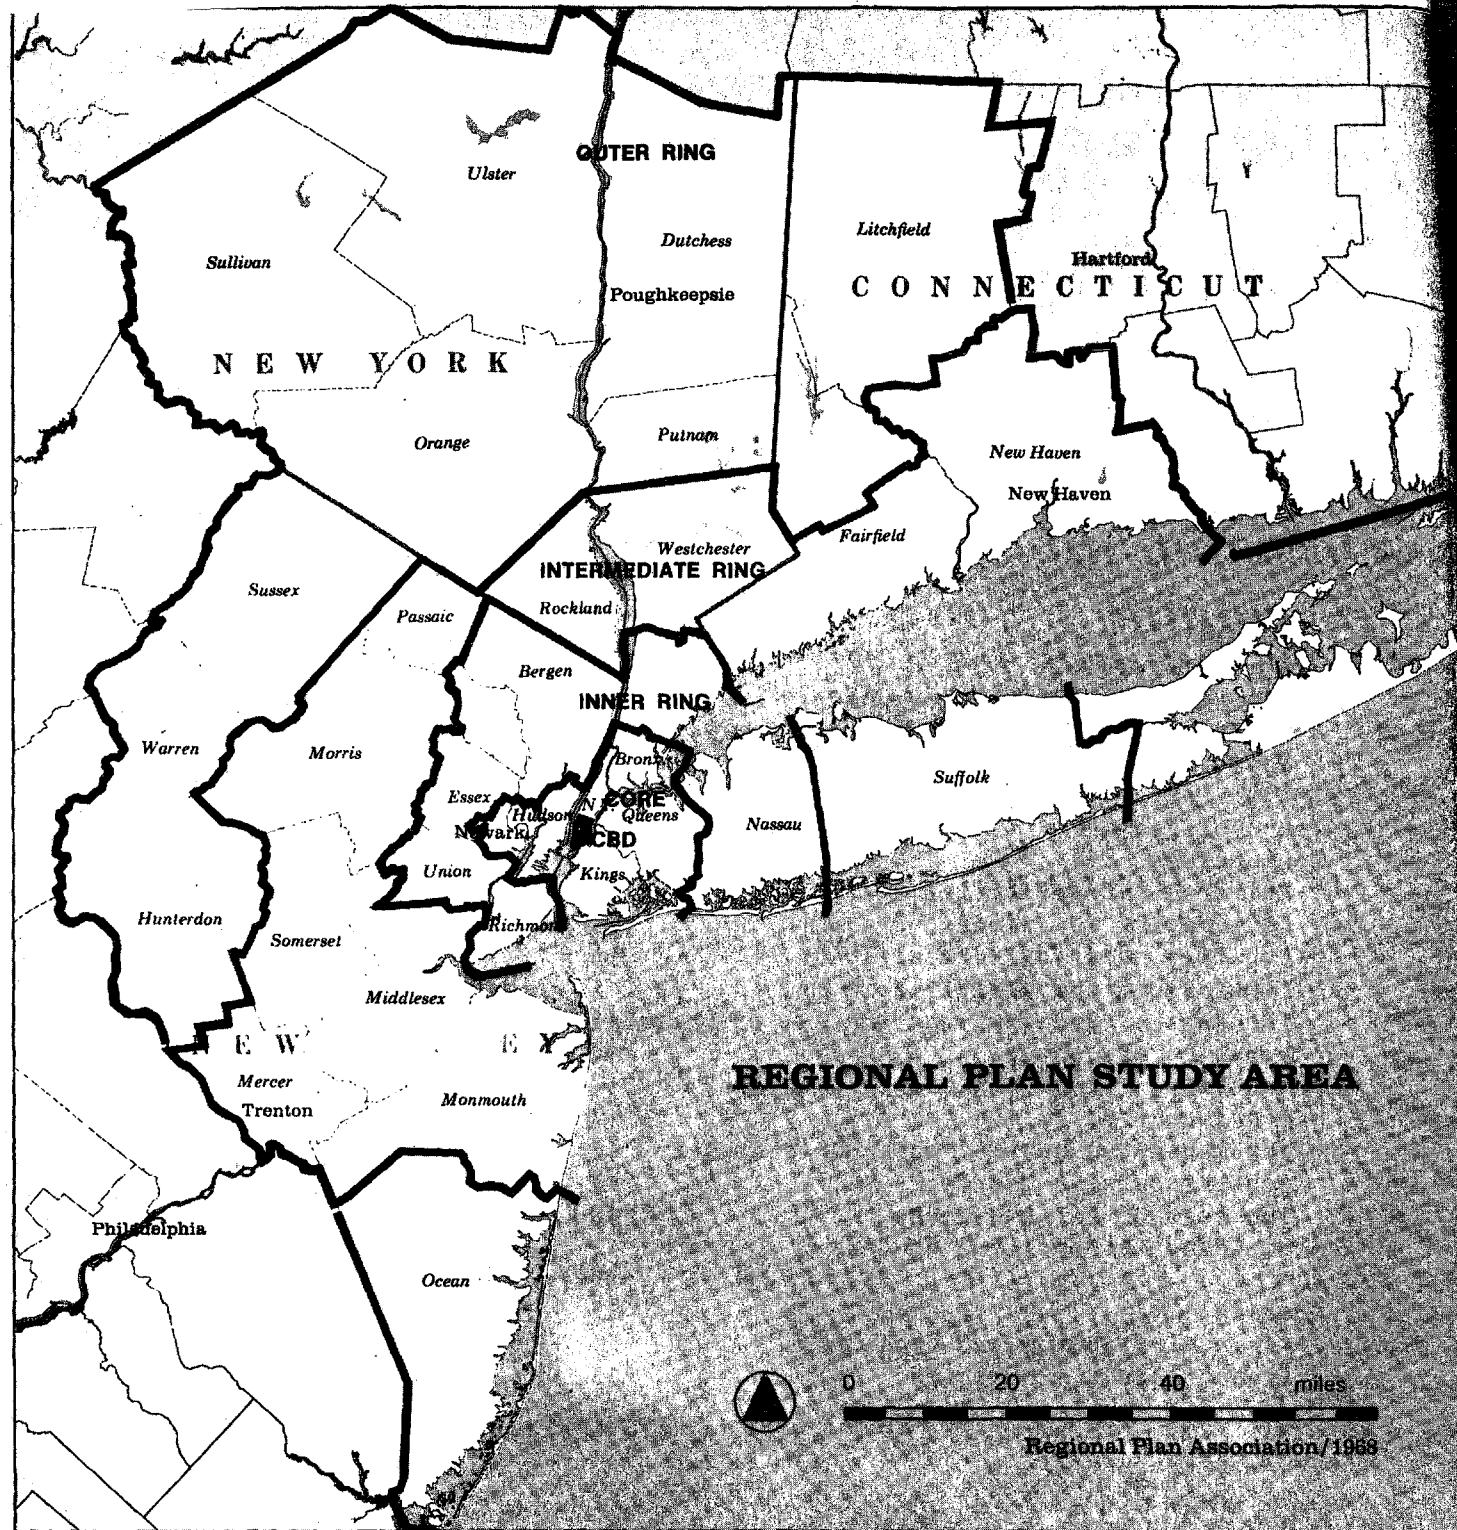 OUTER RING
Ulster
Litchfield
Dutchess
Sullivan
Hartford
CONNECTICUT
Poughkeepsie
NEW YORK
Orange
Putnam
New Haven
New Haven
Fairfield
Westchester
INTERMEDIATE RING
Sussex
Rockland
Passaic
Bergen
INNER RING
Warren
Morris
Bronx
Suffolk
Essex
CORE
Hudson
Queens
Nassau
Newark
CBD
Union
Kings
Hunterdon
Richmond
Somerset
Middlesex
NEW EY
REGIONAL PLAN STUDY AREA
Mercer
Monmouth
Trenton
Philadelphia
Ocean
0 20 40 miles
Regional Plan Association/1968